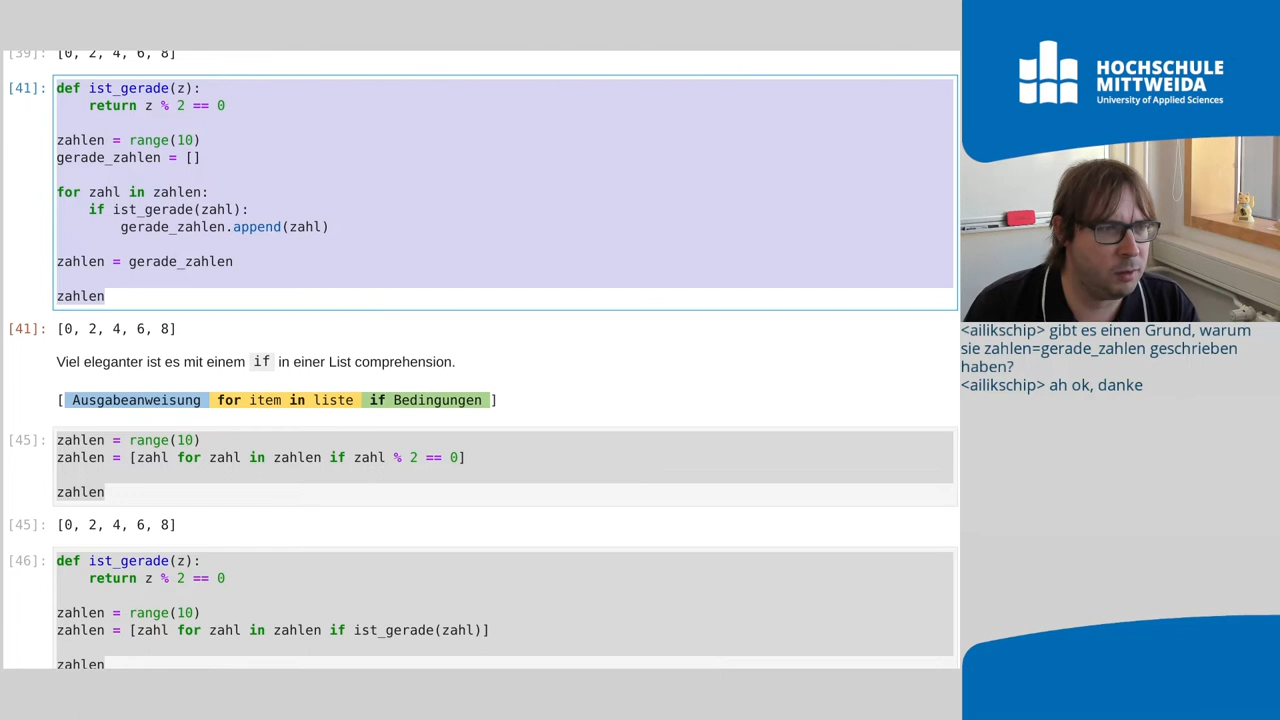 [39]: [0, 2, 4, 6, 8]
[41]: def ist_gerade(z):
    return z % 2 == 0
zahlen = range(10)
gerade_zahlen = []
for zahl in zahlen:
    if ist_gerade(zahl):
        gerade_zahlen.append(zahl)
zahlen = gerade_zahlen
zahlen
[41]: [0, 2, 4, 6, 8]
Viel eleganter ist es mit einem if in einer List comprehension.
[ Ausgabeanweisung for item in liste if Bedingungen ]
[45]: zahlen = range(10)
zahlen = [zahl for zahl in zahlen if zahl % 2 == 0]
zahlen
[45]: [0, 2, 4, 6, 8]
[46]: def ist_gerade(z):
    return z % 2 == 0
zahlen = range(10)
zahlen = [zahl for zahl in zahlen if ist_gerade(zahl)]
zahlen
HOCHSCHULE
MITTWEIDA
University of Applied Sciences
<ailikschip> gibt es einen Grund, warum
sie zahlen=gerade_zahlen geschrieben
haben?
<ailikschip> ah ok, danke